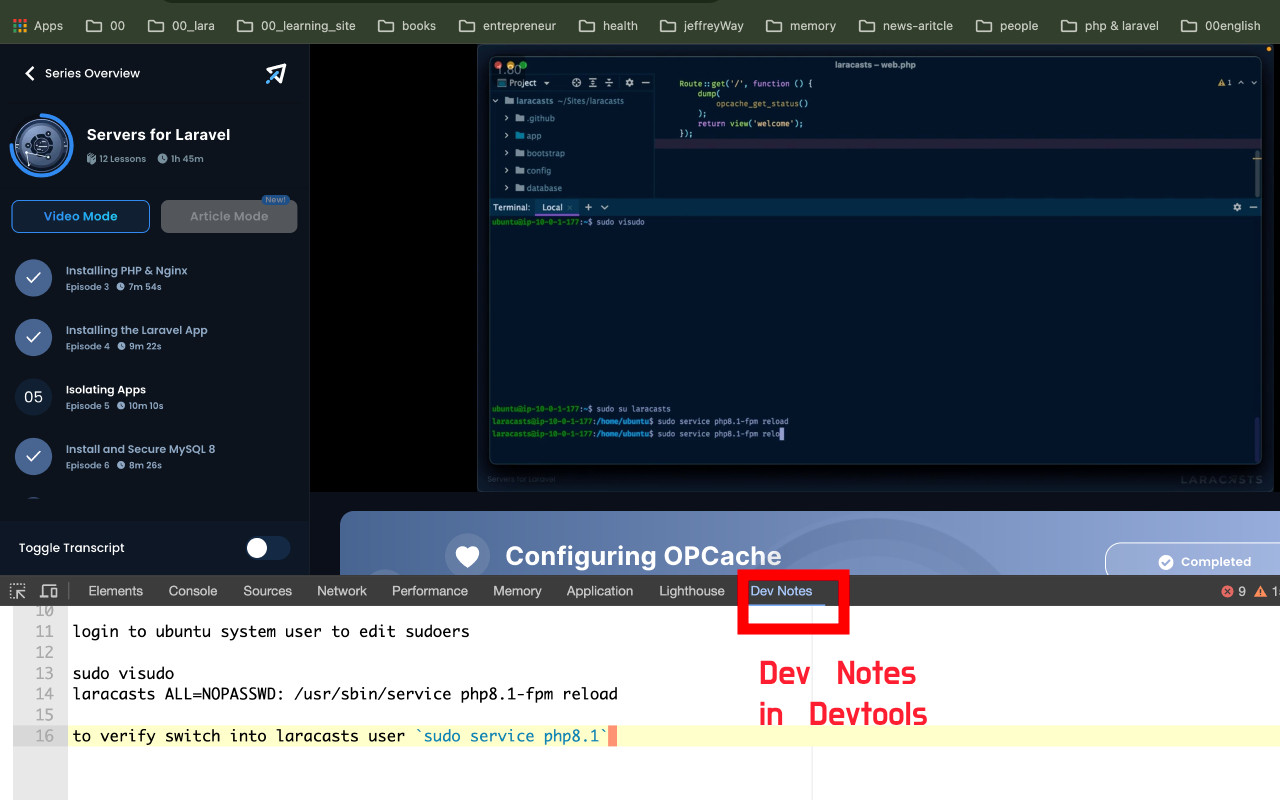 Apps 00 00_lara 00_learning_site books entrepreneur health jeffreyWay memory news-aritcle people php & laravel 00english
Series Overview
Servers for Laravel
12 Lessons 1h 45m
New!
Video Mode Article Mode
Installing PHP & Nginx
Episode 3 7m 54s
Installing the Laravel App
Episode 4 9m 22s
05 Isolating Apps
Episode 5 10m 10s
Install and Secure MySQL 8
Episode 6 8m 26s
Toggle Transcript
laracasts – web.php
1.80
Project
laracasts ~/Sites/laracasts
.github
app
bootstrap
config
database
Route::get('/', function () {
dump(
opcache_get_status()
);
return view('welcome');
});
1
Terminal: Local × +
ubuntu@ip-10-0-1-177:~$ sudo visudo
ubuntu@ip-10-0-1-177:~$ sudo su laracasts
laracasts@ip-10-0-1-177:/home/ubuntu$ sudo service php8.1-fpm reload
laracasts@ip-10-0-1-177:/home/ubuntu$ sudo service php8.1-fpm relo
Servers for Laravel
LARACASTS
Configuring OPCache
Completed
Elements Console Sources Network Performance Memory Application Lighthouse Dev Notes 9
10
11 login to ubuntu system user to edit sudoers
12
13 sudo visudo
14 laracasts ALL=NOPASSWD: /usr/sbin/service php8.1-fpm reload
15
16 to verify switch into laracasts user `sudo service php8.1`
Dev Notes
in Devtools